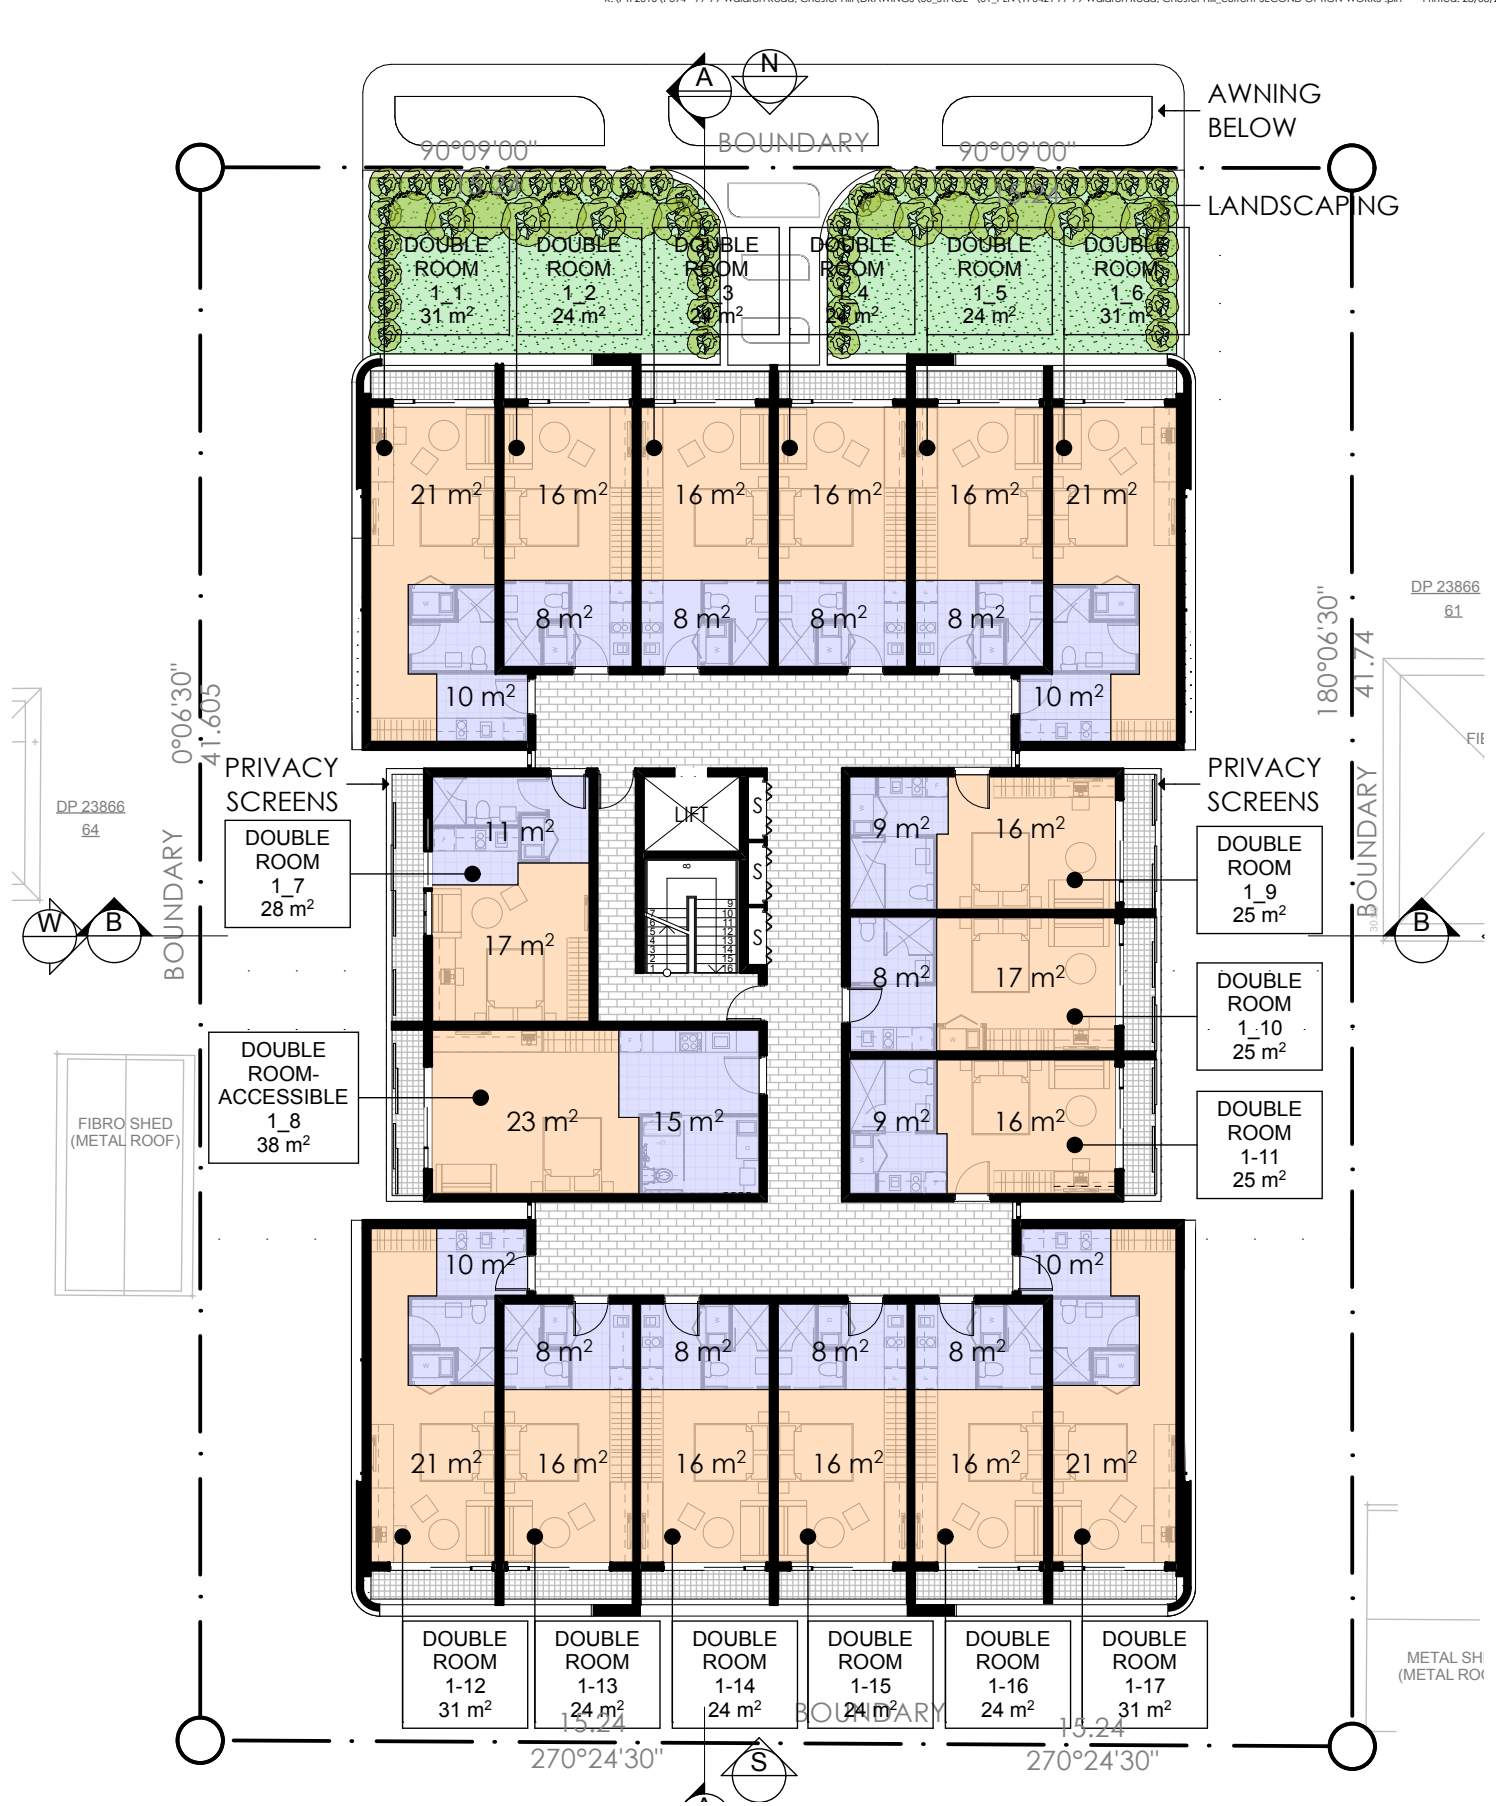 A
N
AWNING
BELOW
BOUNDARY
90°09'00"
90°09'00"
15.24
LANDSCAPING
DOUBLE
ROOM
1_1
31 m²
DOUBLE
ROOM
1_2
24 m²
DOUBLE
ROOM
1_3
24 m²
DOUBLE
ROOM
1_4
DOUBLE
ROOM
1_5
24 m²
DOUBLE
ROOM
1_6
31 m²
21 m²
16 m²
16 m²
16 m²
16 m²
21 m²
8 m²
8 m²
8 m²
8 m²
10 m²
10 m²
0°06'30"
41.605
180°06'30"
41.74
DP 23866
61
DP 23866
64
BOUNDARY
BOUNDARY
PRIVACY
SCREENS
PRIVACY
SCREENS
LIFT
S
S
S
DOUBLE
ROOM
1_7
28 m²
11 m²
17 m²
9 m²
16 m²
DOUBLE
ROOM
1_9
25 m²
W
B
B
8 m²
17 m²
DOUBLE
ROOM
1_10
25 m²
DOUBLE
ROOM-
ACCESSIBLE
1_8
38 m²
23 m²
15 m²
9 m²
16 m²
DOUBLE
ROOM
1-11
25 m²
FIBRO SHED
(METAL ROOF)
10 m²
10 m²
8 m²
8 m²
8 m²
8 m²
21 m²
16 m²
16 m²
16 m²
16 m²
21 m²
DOUBLE
ROOM
1-12
31 m²
DOUBLE
ROOM
1-13
24 m²
DOUBLE
ROOM
1-14
24 m²
DOUBLE
ROOM
1-15
24 m²
DOUBLE
ROOM
1-16
24 m²
DOUBLE
ROOM
1-17
31 m²
METAL SH
(METAL ROO
BOUNDARY
15.24
270°24'30"
15.24
270°24'30"
S
A